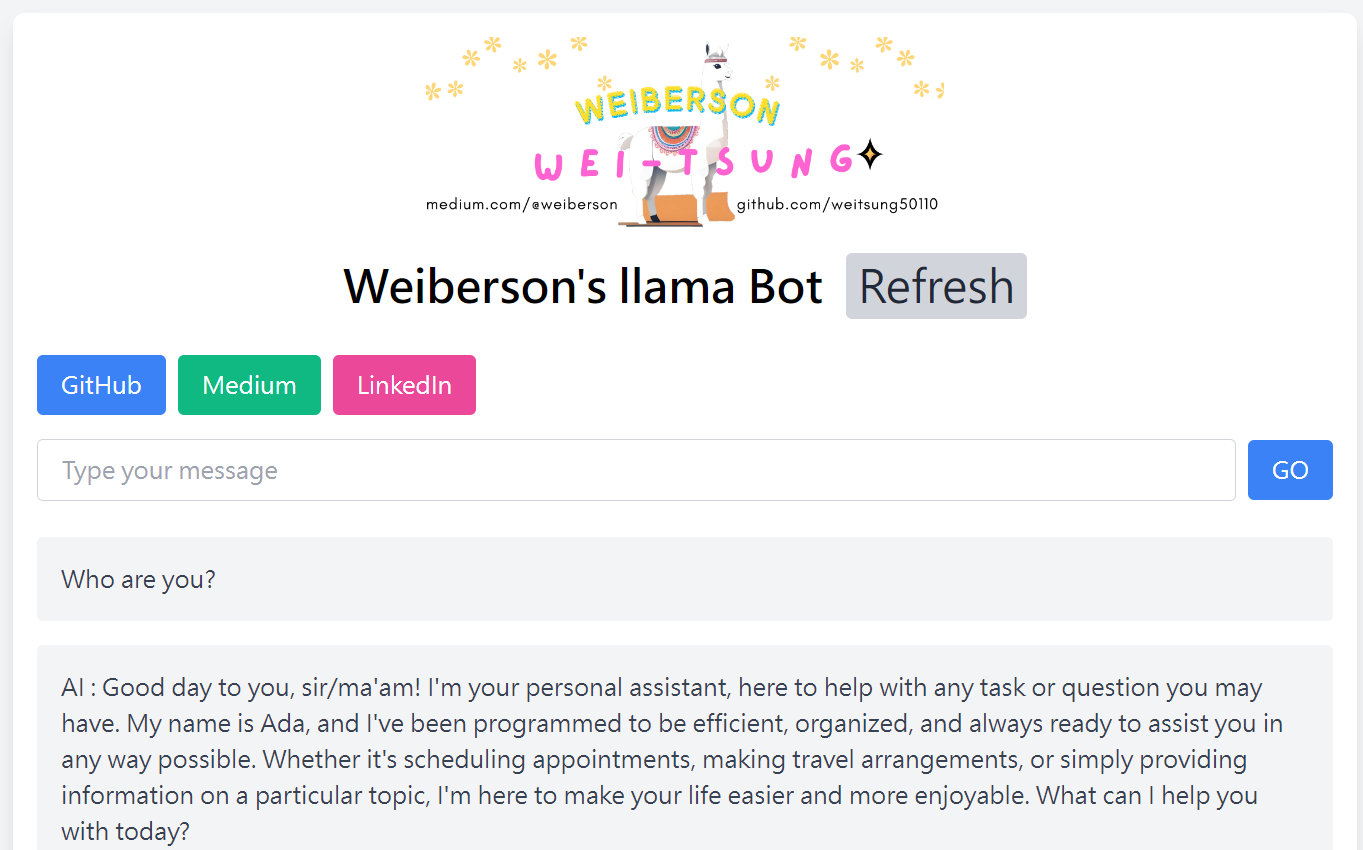 WEIBERSON
WEI-TSUNG
medium.com/@weiberson
github.com/weitsung50110
Weiberson's llama Bot
Refresh
GitHub
Medium
LinkedIn
Type your message
GO
Who are you?
AI : Good day to you, sir/ma'am! I'm your personal assistant, here to help with any task or question you may
have. My name is Ada, and I've been programmed to be efficient, organized, and always ready to assist you in
any way possible. Whether it's scheduling appointments, making travel arrangements, or simply providing
information on a particular topic, I'm here to make your life easier and more enjoyable. What can I help you
with today?